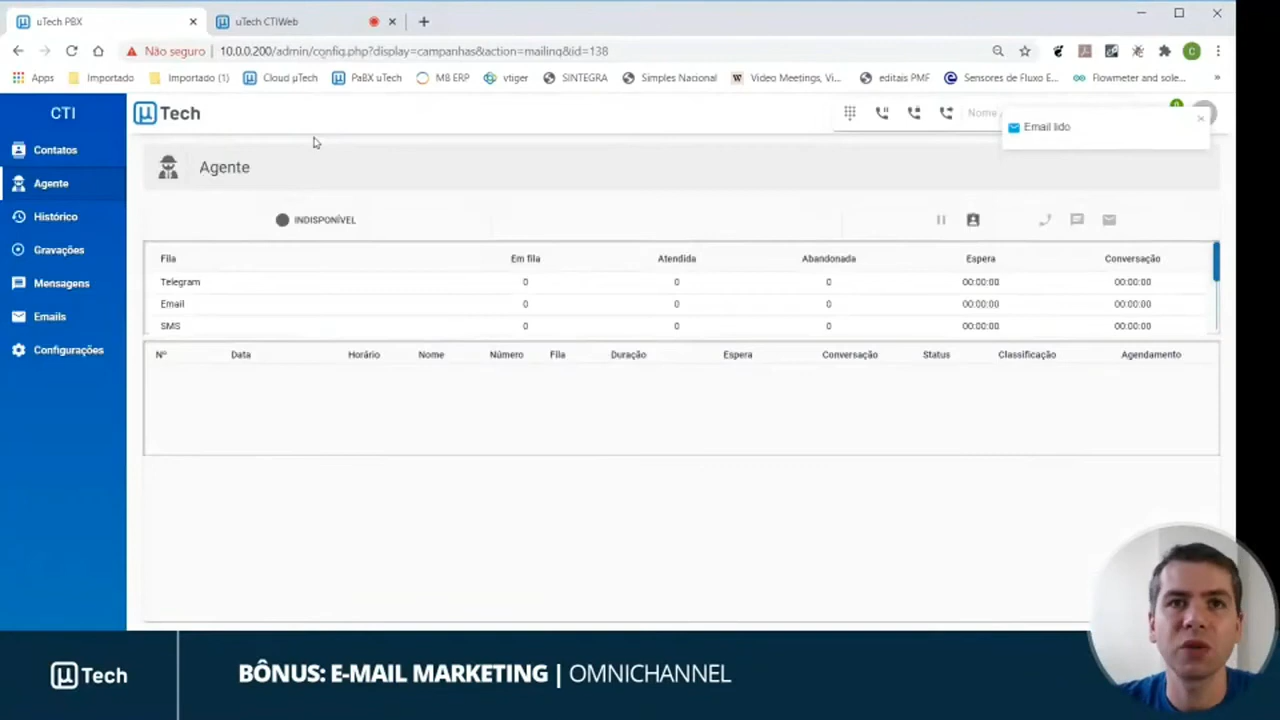 uTech PBX
uTech CTIWeb
Não seguro
10.0.0.200/admin/config.php?display=campanhas&action=mailing&id=138
C
Apps
Importado
Importado (1)
Cloud µTech
PaBX uTech
M8 ERP
vtiger
SINTEGRA
Simples Nacional
Video Meetings, Vi...
editais PMF
Sensores de Fluxo E...
Flowmeter and sole...
»
CTI
µ Tech
Nome
Email lido
Contatos
Agente
Histórico
Gravações
Mensagens
Emails
Configurações
Agente
INDISPONÍVEL
Fila Em fila Atendida Abandonada Espera Conversação
Telegram 0 0 0 00:00:00 00:00:00
Email 0 0 0 00:00:00 00:00:00
SMS 0 0 0 00:00:00 00:00:00
Nº Data Horário Nome Número Fila Duração Espera Conversação Status Classificação Agendamento
µ Tech
BÔNUS: E-MAIL MARKETING | OMNICHANNEL